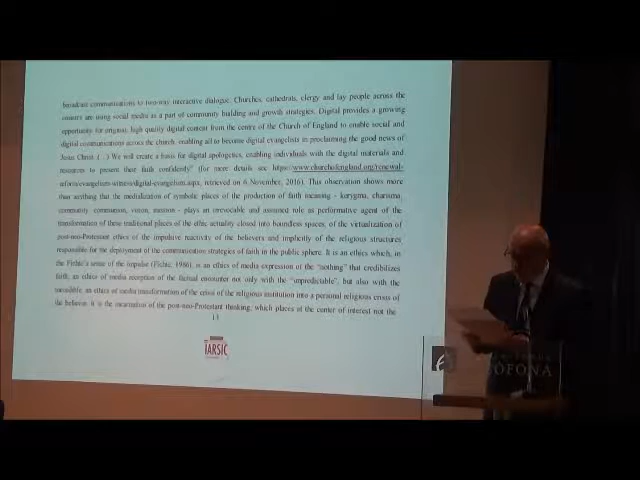 broadcast communications to two-way interactive dialogue. Churches, cathedrals, clergy and lay people across the
country are using social media as a part of community building and growth strategies. Digital provides a growing
opportunity for original, high quality digital content from the centre of the Church of England to enable social and
digital communications across the church, enabling all to become digital evangelists in proclaiming the good news of
Jesus Christ. (…) We will create a basis for digital apologetics, enabling individuals with the digital materials and
resources to present their faith confidently" (for more details see https://www.churchofengland.org/renewal-
reform/evangelism-witness/digital-evangelism.aspx, retrieved on 6 November, 2016). This observation shows more
than anything that the medialization of symbolic places of the production of faith meaning - kerygma, charisma,
community communion, vision, mission - plays an irrevocable and assumed role as performative agent of the
transformation of these traditional places of the ethic actuality closed into boundless spaces, of the virtualization of
post-neo-Protestant ethics of the impulsive reactivity of the believers and implicitly of the religious structures
responsible for the deployment of the communication strategies of faith in the public sphere. It is an ethics which, in
the Fichte's sense of the impulse (Fichte, 1986), is an ethics of media expression of the "nothing" that credibilizes
faith, an ethics of media reception of the factual encounter not only with the "unpredictable", but also with the
incredible, an ethics of media transformation of the crisis of the religious institution into a personal religious crisis of
the believer. It is the incarnation of the post-neo-Protestant thinking, which places at the center of interest not the
13
IARSIC
OFONA